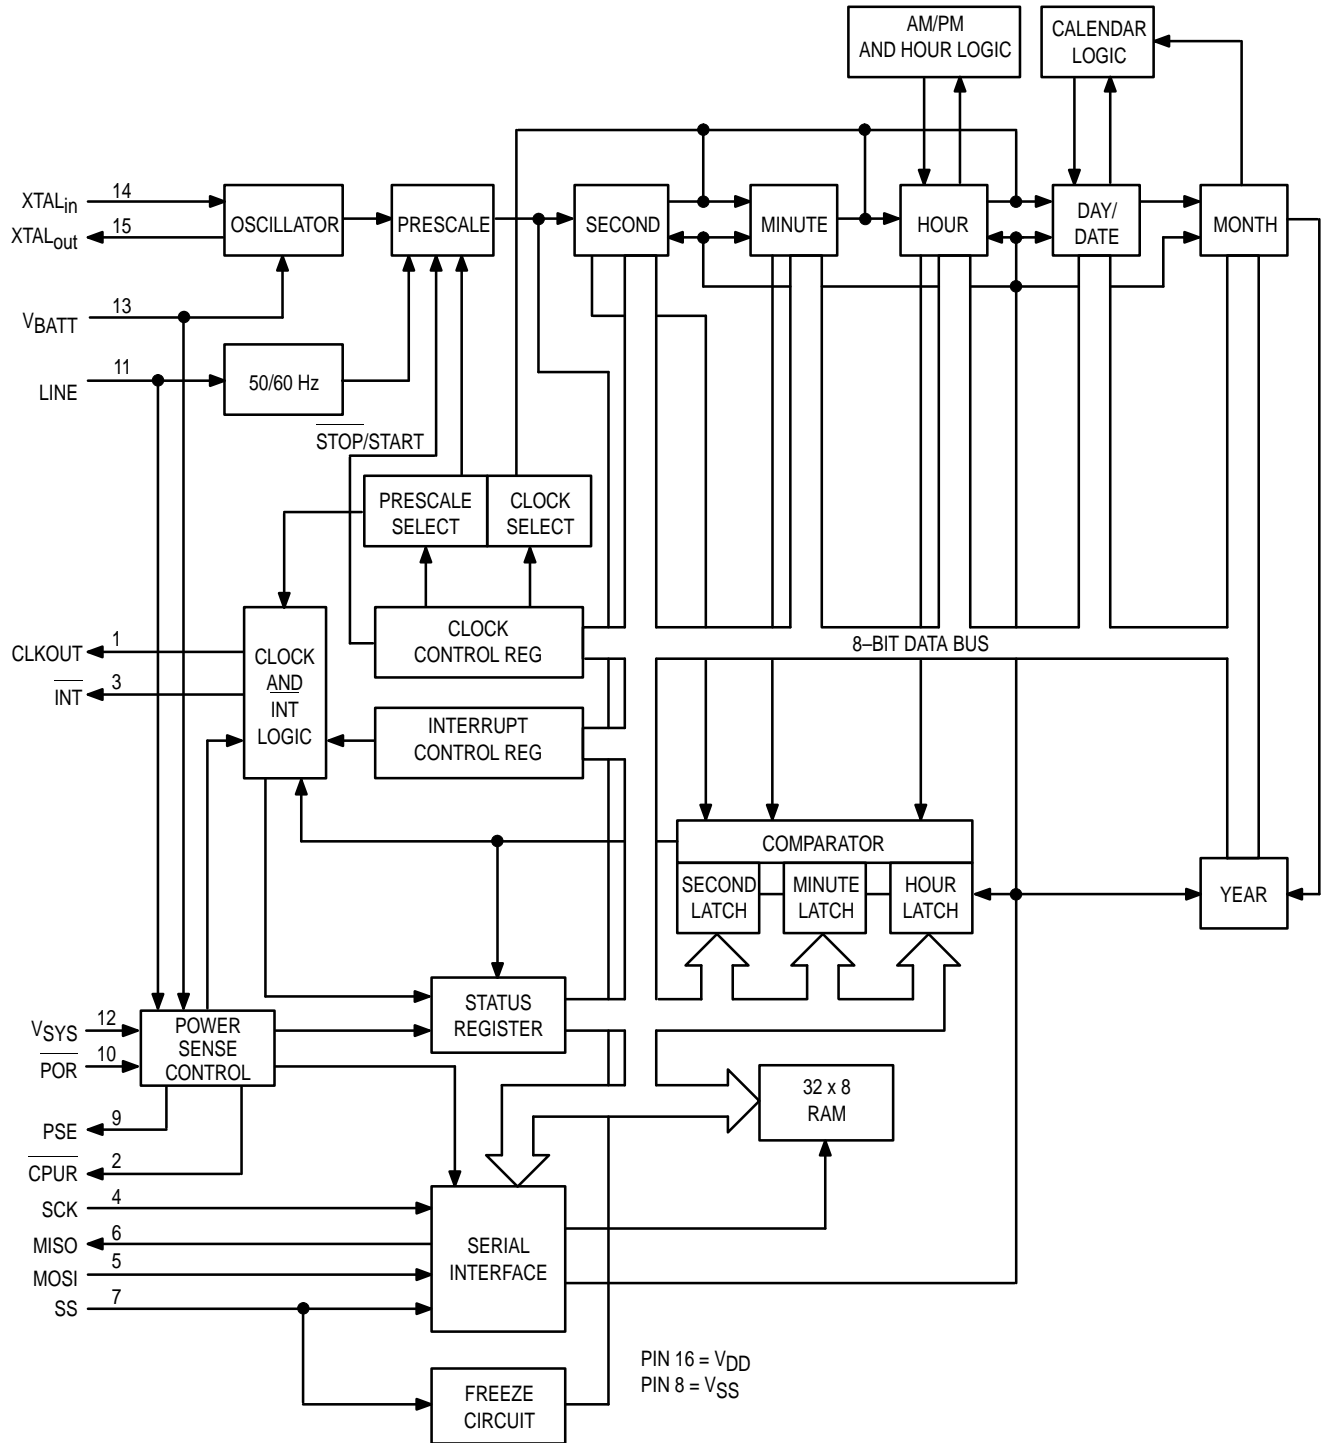 AM/PM
AND HOUR LOGIC
CALENDAR
LOGIC
XTALin
14
XTALout
15
OSCILLATOR
PRESCALE
SECOND
MINUTE
HOUR
DAY/
DATE
MONTH
VBATT
13
LINE
11
50/60 Hz
STOP/START
PRESCALE
SELECT
CLOCK
SELECT
CLOCK
CONTROL REG
8–BIT DATA BUS
CLKOUT
1
INT
3
CLOCK
AND
INT
LOGIC
INTERRUPT
CONTROL REG
COMPARATOR
SECOND
LATCH
MINUTE
LATCH
HOUR
LATCH
YEAR
STATUS
REGISTER
VSYS
12
POR
10
POWER
SENSE
CONTROL
32 x 8
RAM
PSE
9
CPUR
2
SCK
4
MISO
6
MOSI
5
SS
7
SERIAL
INTERFACE
PIN 16 = VDD
PIN 8 = VSS
FREEZE
CIRCUIT